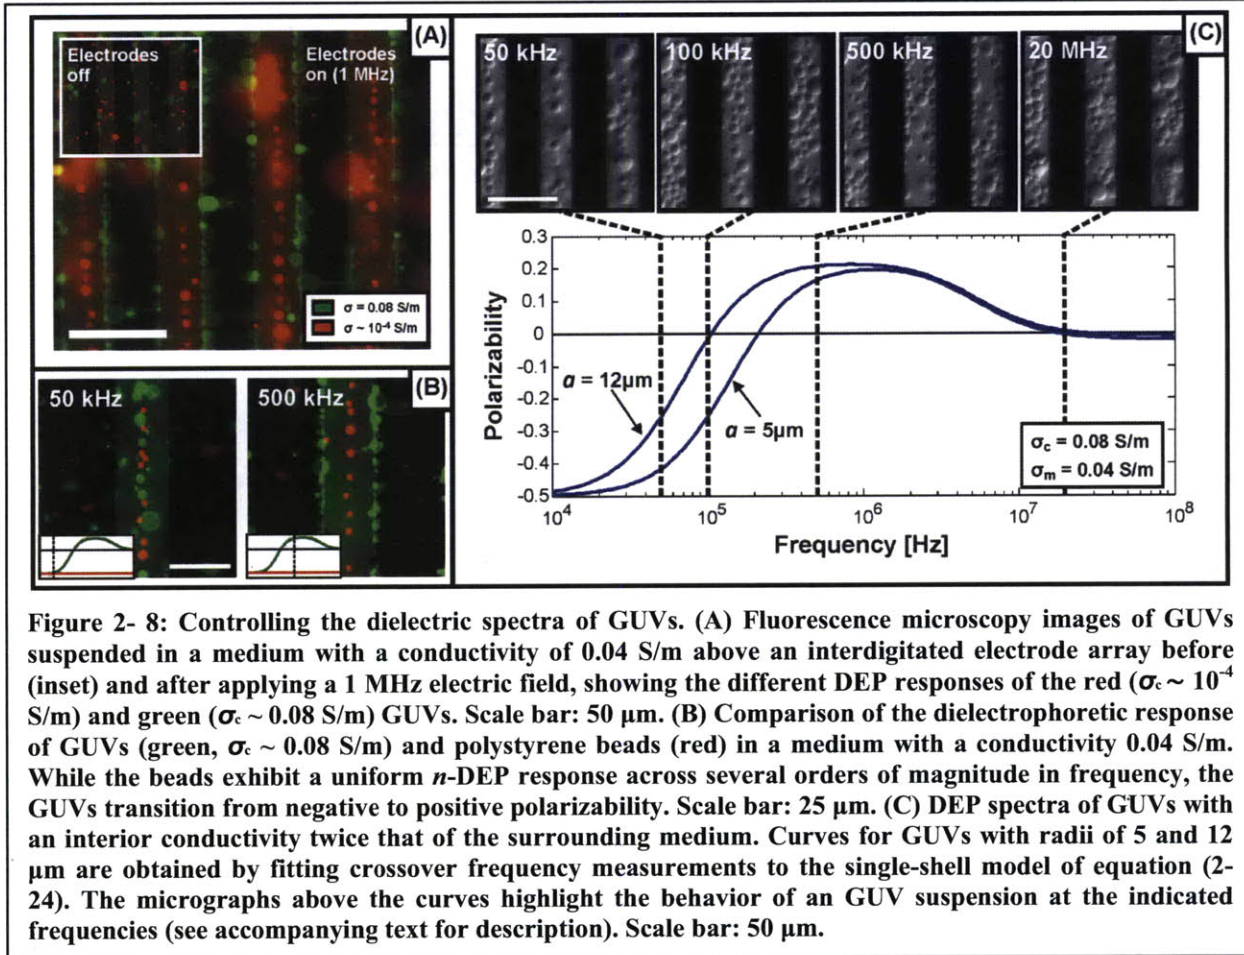 (A)
Electrodes
off
Electrodes
on (1 MHz)
σ = 0.08 S/m
σ ~ 10⁻⁴ S/m
(B)
50 kHz
500 kHz
(C)
50 kHz
100 kHz
500 kHz
20 MHz
0.3
0.2
0.1
0
-0.1
-0.2
-0.3
-0.4
-0.5
Polarizability
a = 12μm
a = 5μm
σc = 0.08 S/m
σm = 0.04 S/m
10⁴
10⁵
10⁶
10⁷
10⁸
Frequency [Hz]
Figure 2- 8: Controlling the dielectric spectra of GUVs. (A) Fluorescence microscopy images of GUVs
suspended in a medium with a conductivity of 0.04 S/m above an interdigitated electrode array before
(inset) and after applying a 1 MHz electric field, showing the different DEP responses of the red (σc ~ 10⁻⁴
S/m) and green (σc ~ 0.08 S/m) GUVs. Scale bar: 50 μm. (B) Comparison of the dielectrophoretic response
of GUVs (green, σc ~ 0.08 S/m) and polystyrene beads (red) in a medium with a conductivity 0.04 S/m.
While the beads exhibit a uniform n-DEP response across several orders of magnitude in frequency, the
GUVs transition from negative to positive polarizability. Scale bar: 25 μm. (C) DEP spectra of GUVs with
an interior conductivity twice that of the surrounding medium. Curves for GUVs with radii of 5 and 12
μm are obtained by fitting crossover frequency measurements to the single-shell model of equation (2-
24). The micrographs above the curves highlight the behavior of an GUV suspension at the indicated
frequencies (see accompanying text for description). Scale bar: 50 μm.